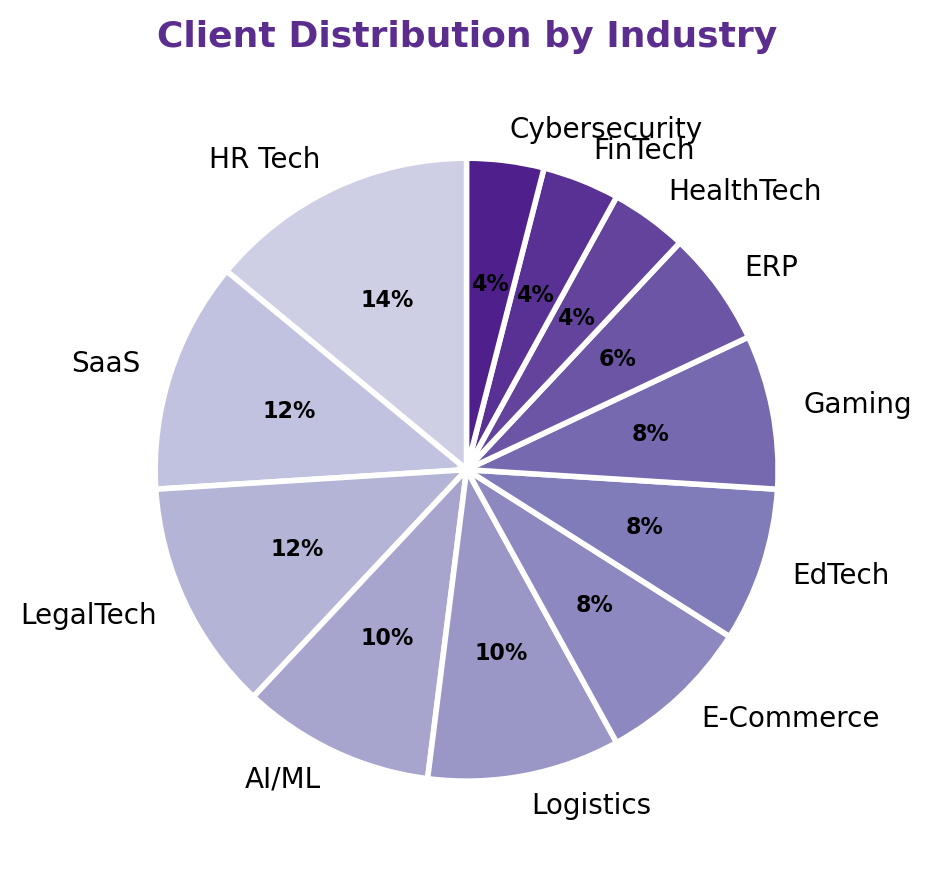 Client Distribution by Industry
Cybersecurity
FinTech
HR Tech
HealthTech
ERP
4%
4%
14%
4%
6%
SaaS
12%
Gaming
8%
8%
12%
EdTech
8%
LegalTech
10%
10%
E-Commerce
AI/ML
Logistics